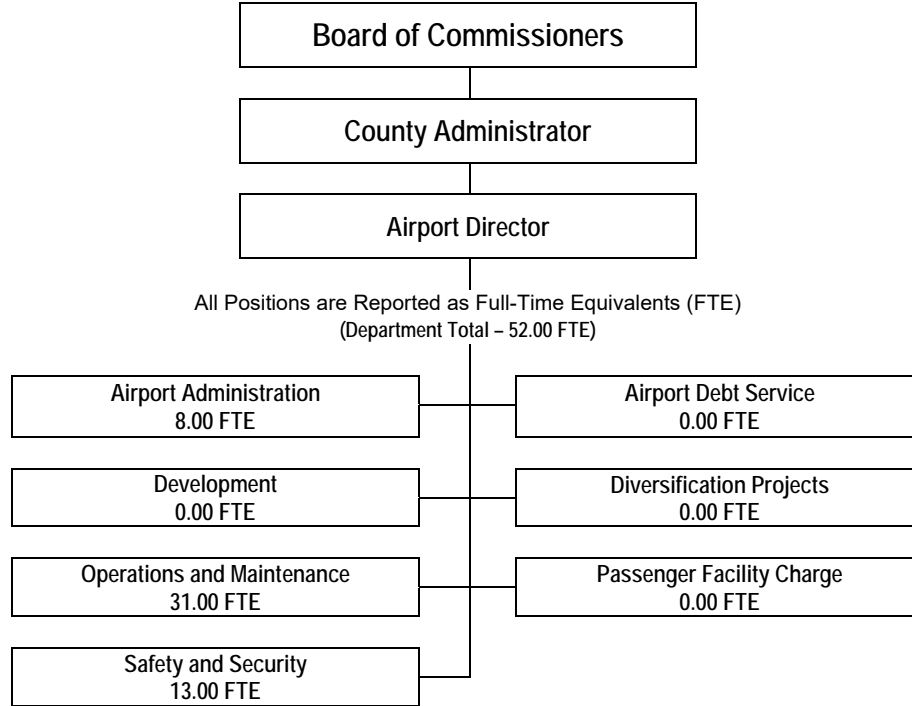 Board of Commissioners
County Administrator
Airport Director
All Positions are Reported as Full-Time Equivalents (FTE)
(Department Total – 52.00 FTE)
Airport Administration
8.00 FTE
Airport Debt Service
0.00 FTE
Development
0.00 FTE
Diversification Projects
0.00 FTE
Operations and Maintenance
31.00 FTE
Passenger Facility Charge
0.00 FTE
Safety and Security
13.00 FTE